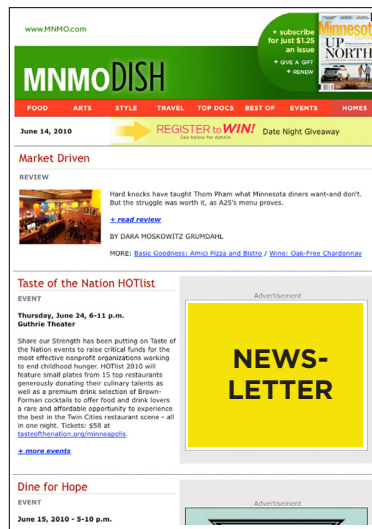 www.MNMO.com
+ subscribe
for just $1.25
an issue
+ GIVE A GIFT
+ RENEW
Minnesota
UP
NORTH
MNMODISH
FOOD ARTS STYLE TRAVEL TOP DOCS BEST OF EVENTS HOMES
June 14, 2010
REGISTER to WIN! Date Night Giveaway
See below for details
Market Driven
REVIEW
Hard knocks have taught Thom Pham what Minnesota diners want-and don't.
But the struggle was worth it, as A25's menu proves.
+ read review
BY DARA MOSKOWITZ GRUMDAHL
MORE: Basic Goodness: Amici Pizza and Bistro / Wine: Oak-Free Chardonnay
Taste of the Nation HOTlist
EVENT
Thursday, June 24, 6-11 p.m.
Guthrie Theater
Share our Strength has been putting on Taste of
the Nation events to raise critical funds for the
most effective nonprofit organizations working
to end childhood hunger. HOTlist 2010 will
feature small plates from 15 top restaurants
generously donating their culinary talents as
well as a premium drink selection of Brown-
Forman cocktails to offer food and drink lovers
a rare and affordable opportunity to experience
the best in the Twin Cities restaurant scene - all
in one night. Tickets: $58 at
tasteofthenation.org/minneapolis.
+ more events
Advertisement
NEWS-
LETTER
Dine for Hope
EVENT
June 15, 2010 - 5-10 p.m.
Advertisement